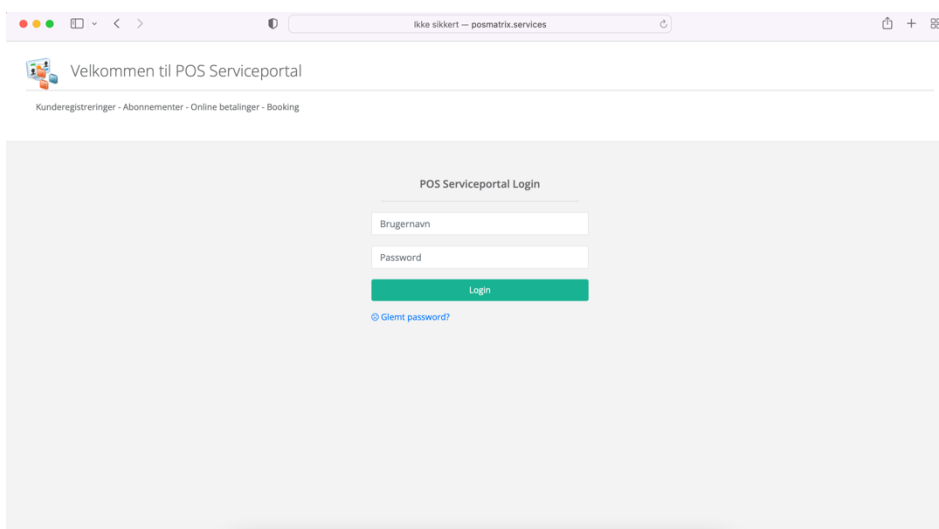 Ikke sikkert — posmatrix.services
Velkommen til POS Serviceportal
Kunderegistreringer - Abonnementer - Online betalinger - Booking
POS Serviceportal Login
Brugernavn
Password
Login
Glemt password?